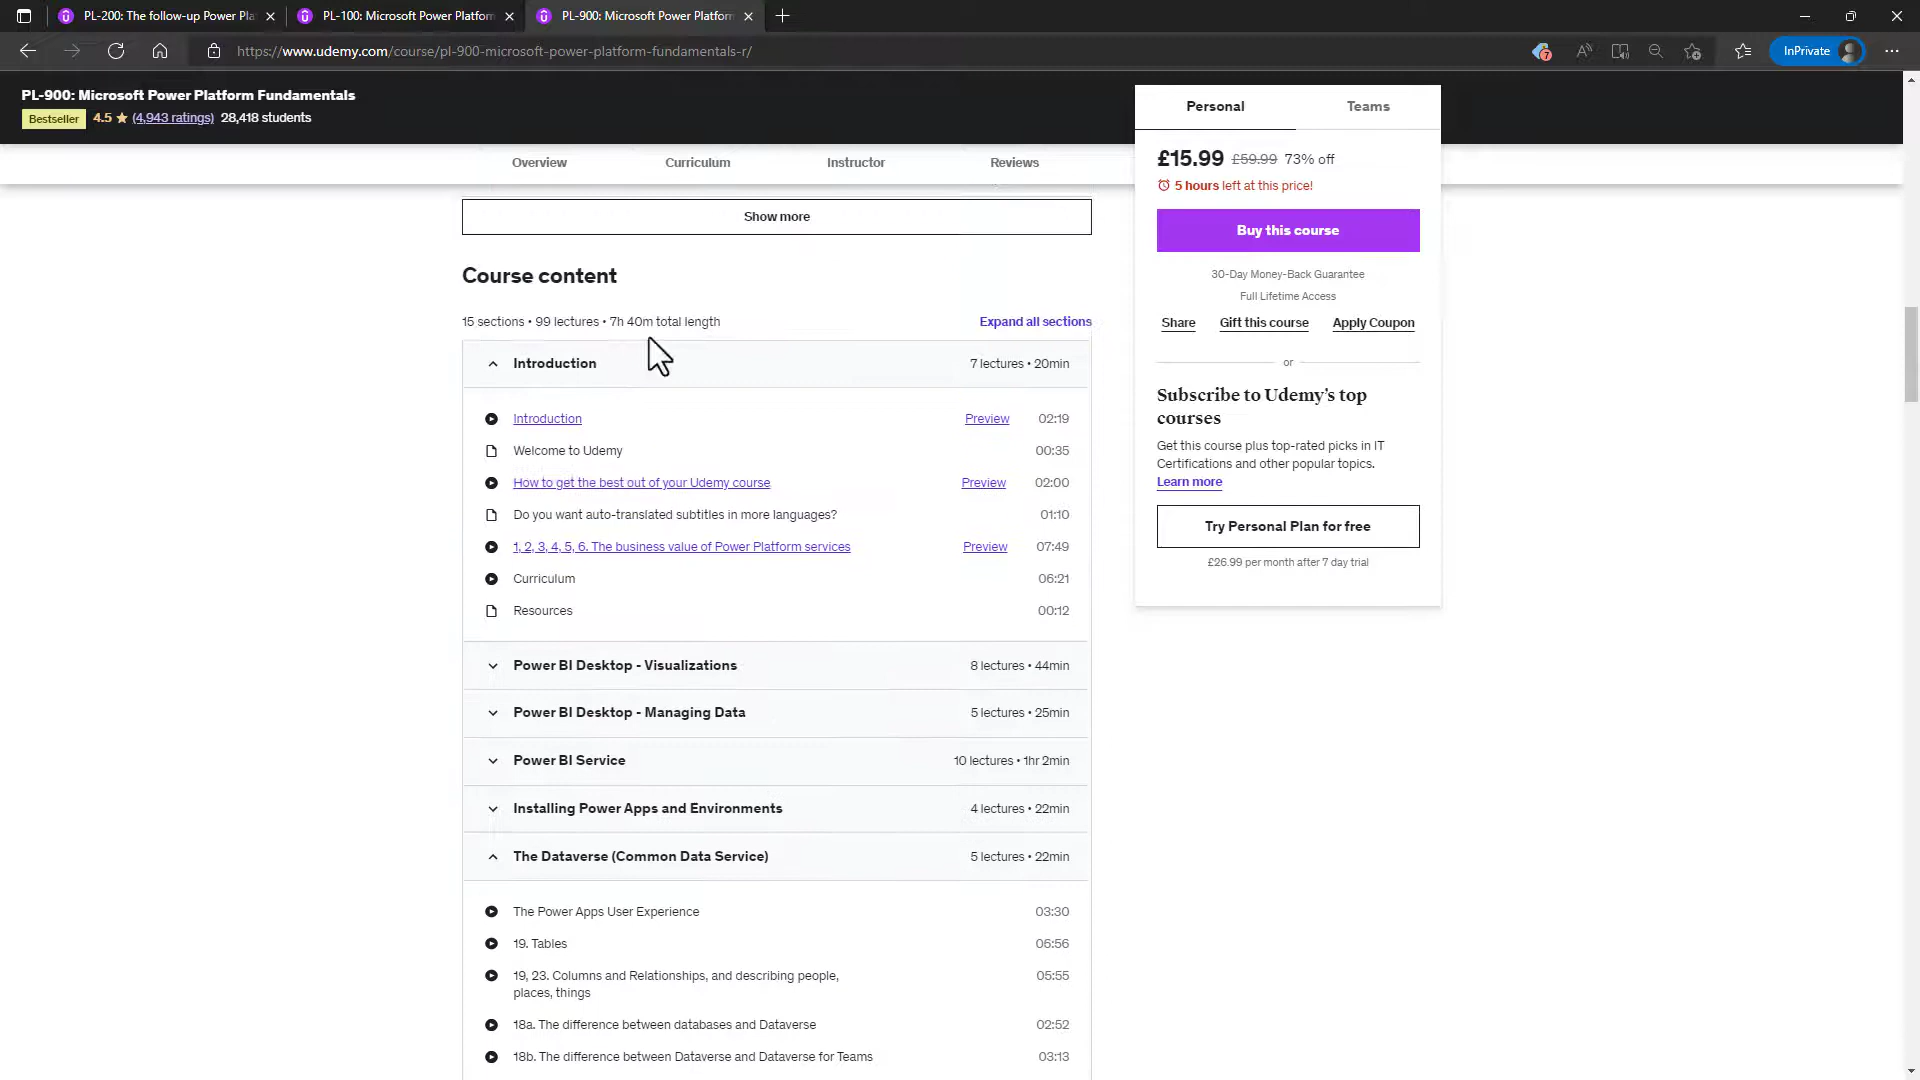 PL-200: The follow-up Power Pla
PL-100: Microsoft Power Platform
PL-900: Microsoft Power Platform
https://www.udemy.com/course/pl-900-microsoft-power-platform-fundamentals-r/
7
InPrivate
PL-900: Microsoft Power Platform Fundamentals
Bestseller 4.5 ★ (4,943 ratings) 28,418 students
Overview Curriculum Instructor Reviews
Show more
Course content
15 sections • 99 lectures • 7h 40m total length Expand all sections
Introduction 7 lectures • 20min
Introduction Preview 02:19
Welcome to Udemy 00:35
How to get the best out of your Udemy course Preview 02:00
Do you want auto-translated subtitles in more languages? 01:10
1, 2, 3, 4, 5, 6. The business value of Power Platform services Preview 07:49
Curriculum 06:21
Resources 00:12
Power BI Desktop - Visualizations 8 lectures • 44min
Power BI Desktop - Managing Data 5 lectures • 25min
Power BI Service 10 lectures • 1hr 2min
Installing Power Apps and Environments 4 lectures • 22min
The Dataverse (Common Data Service) 5 lectures • 22min
The Power Apps User Experience 03:30
19. Tables 06:56
19, 23. Columns and Relationships, and describing people, 05:55
places, things
18a. The difference between databases and Dataverse 02:52
18b. The difference between Dataverse and Dataverse for Teams 03:13
Personal Teams
£15.99 £59.99 73% off
5 hours left at this price!
Buy this course
30-Day Money-Back Guarantee
Full Lifetime Access
Share Gift this course Apply Coupon
or
Subscribe to Udemy's top
courses
Get this course plus top-rated picks in IT
Certifications and other popular topics.
Learn more
Try Personal Plan for free
£26.99 per month after 7 day trial